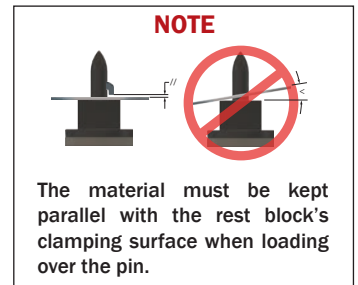 NOTE
//
<
The material must be kept
parallel with the rest block's
clamping surface when loading
over the pin.